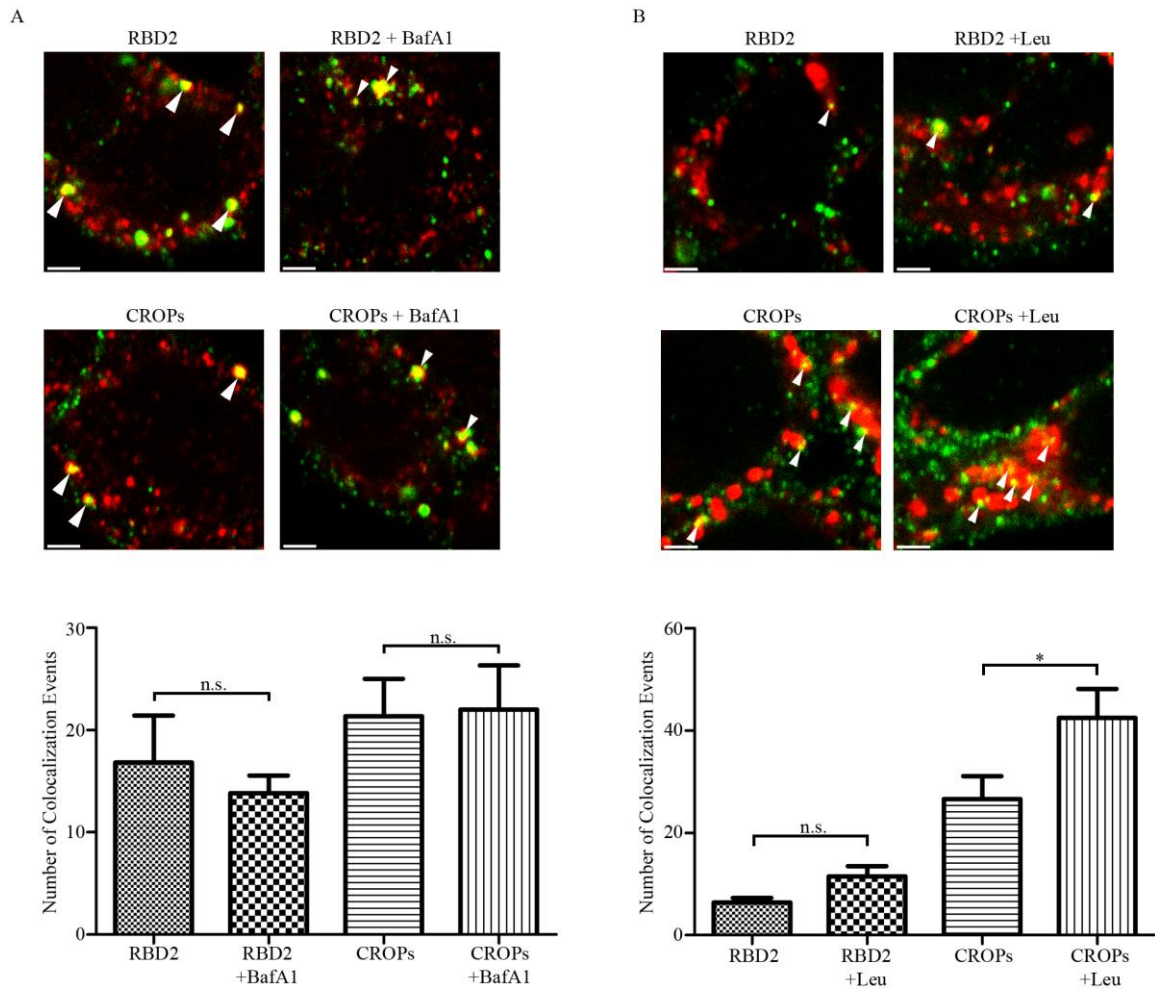 A
RBD2
RBD2 + BafA1
CROPs
CROPs + BafA1
Number of Colocalization Events
30
20
10
0
n.s.
n.s.
RBD2
RBD2
+BafA1
CROPs
CROPs
+BafA1
B
RBD2
RBD2 +Leu
CROPs
CROPs +Leu
Number of Colocalization Events
60
40
20
0
n.s.
*
RBD2
RBD2
+Leu
CROPs
CROPs
+Leu